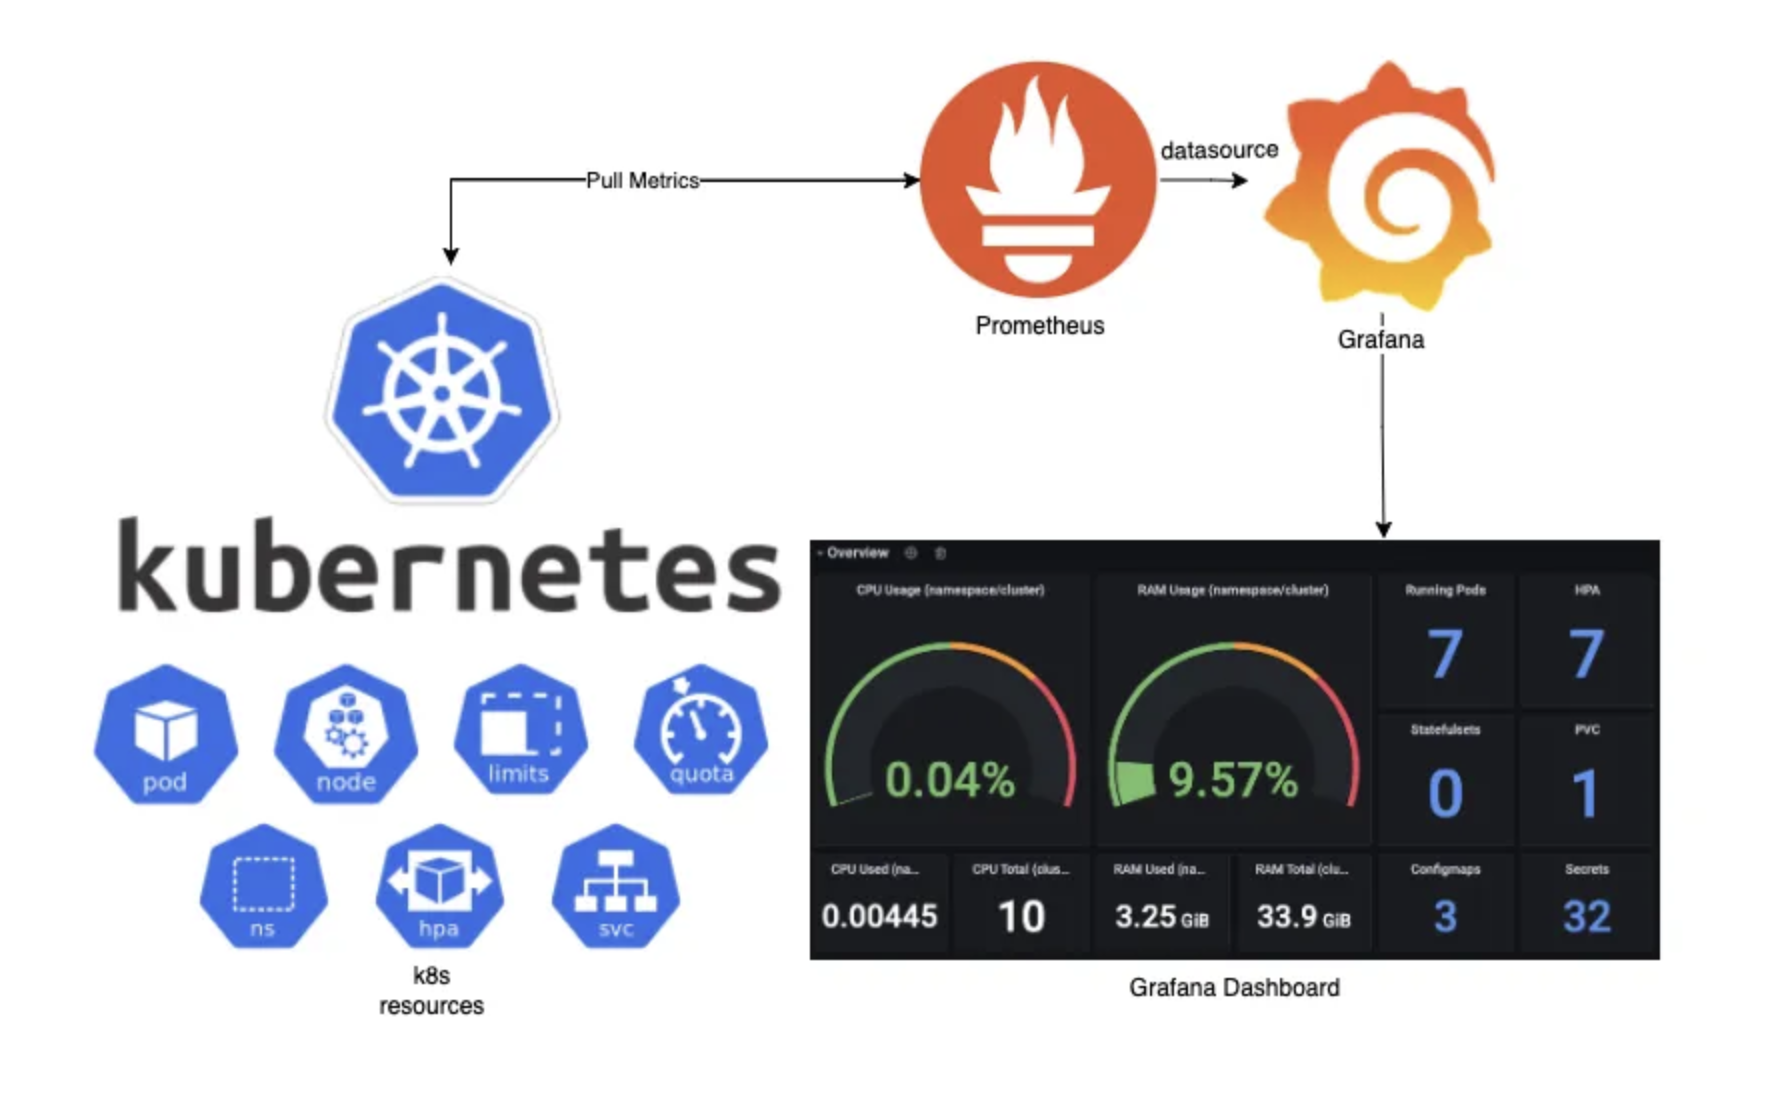 Pull Metrics
datasource
Prometheus
Grafana
kubernetes
pod
node
limits
quota
ns
hpa
svc
k8s
resources
Overview
CPU Usage (namespace/cluster)
0.04%
RAM Usage (namespace/cluster)
9.57%
Running Pods
7
HPA
7
Statefulsets
0
PVC
1
CPU Used (na...
0.00445
CPU Total (clus...
10
RAM Used (na...
3.25 GiB
RAM Total (clu...
33.9 GiB
Configmaps
3
Secrets
32
Grafana Dashboard